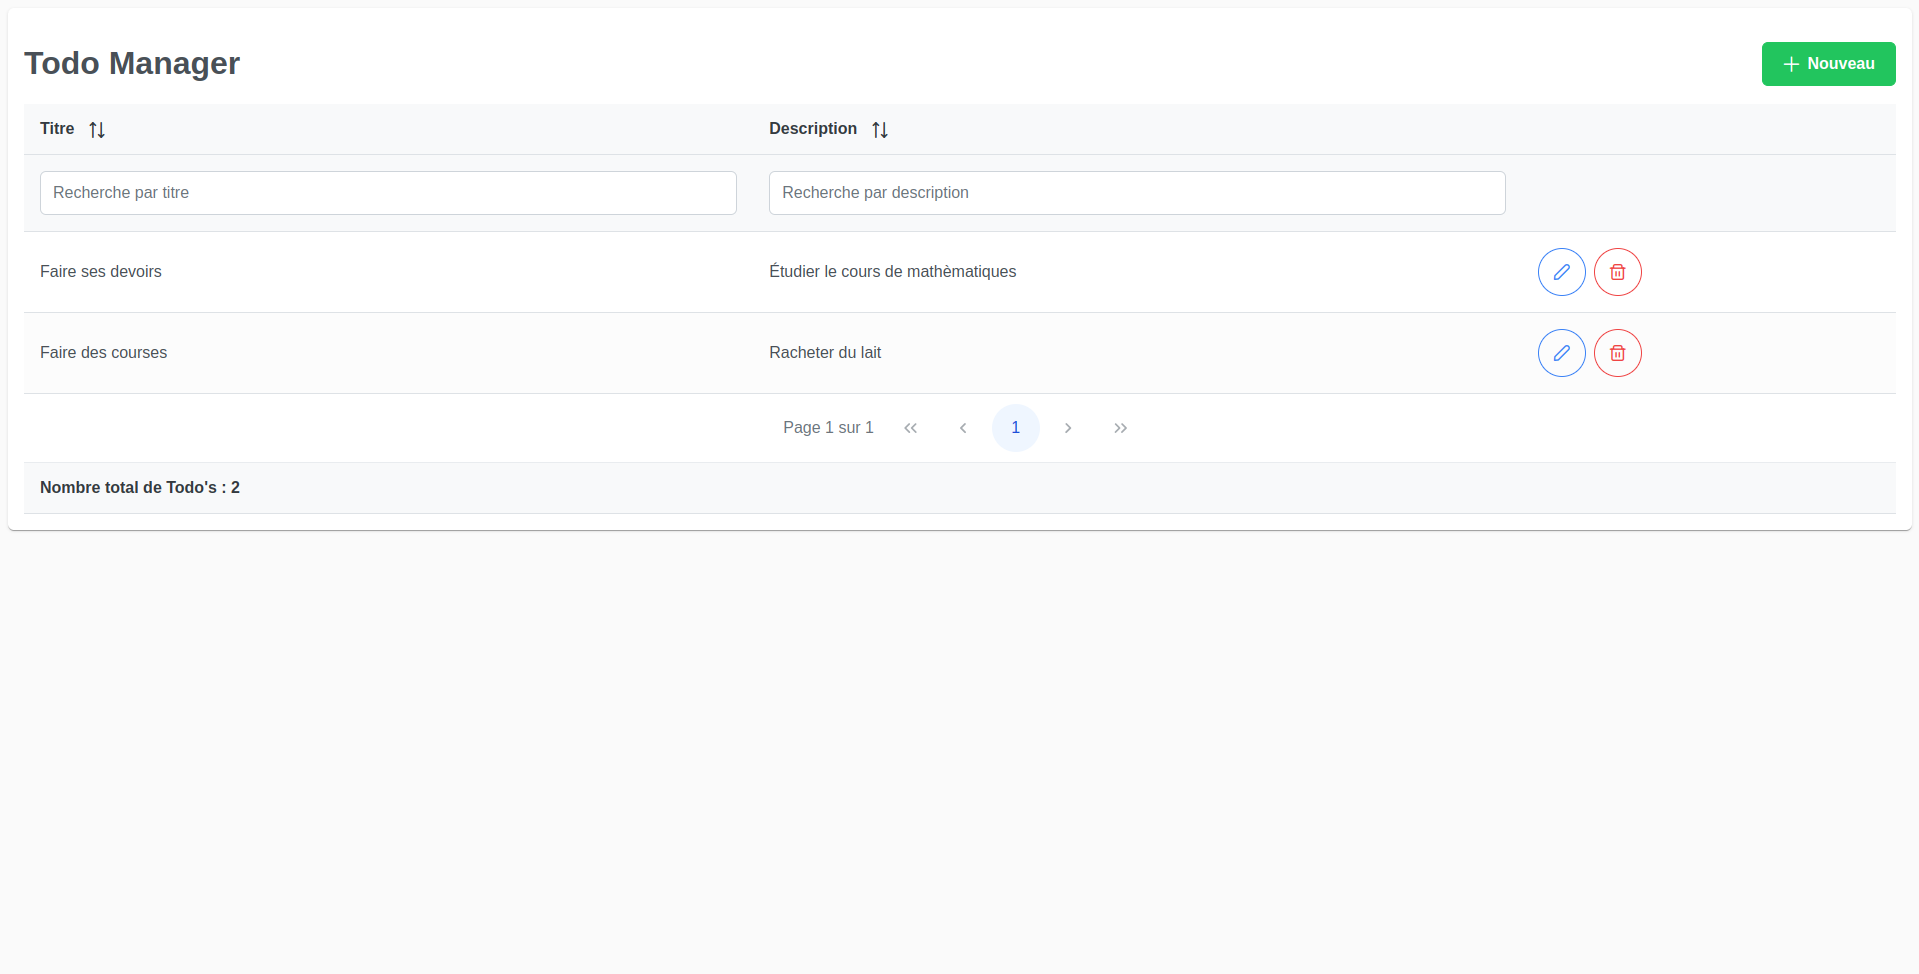 Todo Manager
Nouveau
Titre Description
Recherche par titre Recherche par description
Faire ses devoirs Étudier le cours de mathèmatiques
Faire des courses Racheter du lait
Page 1 sur 1 1
Nombre total de Todo's : 2